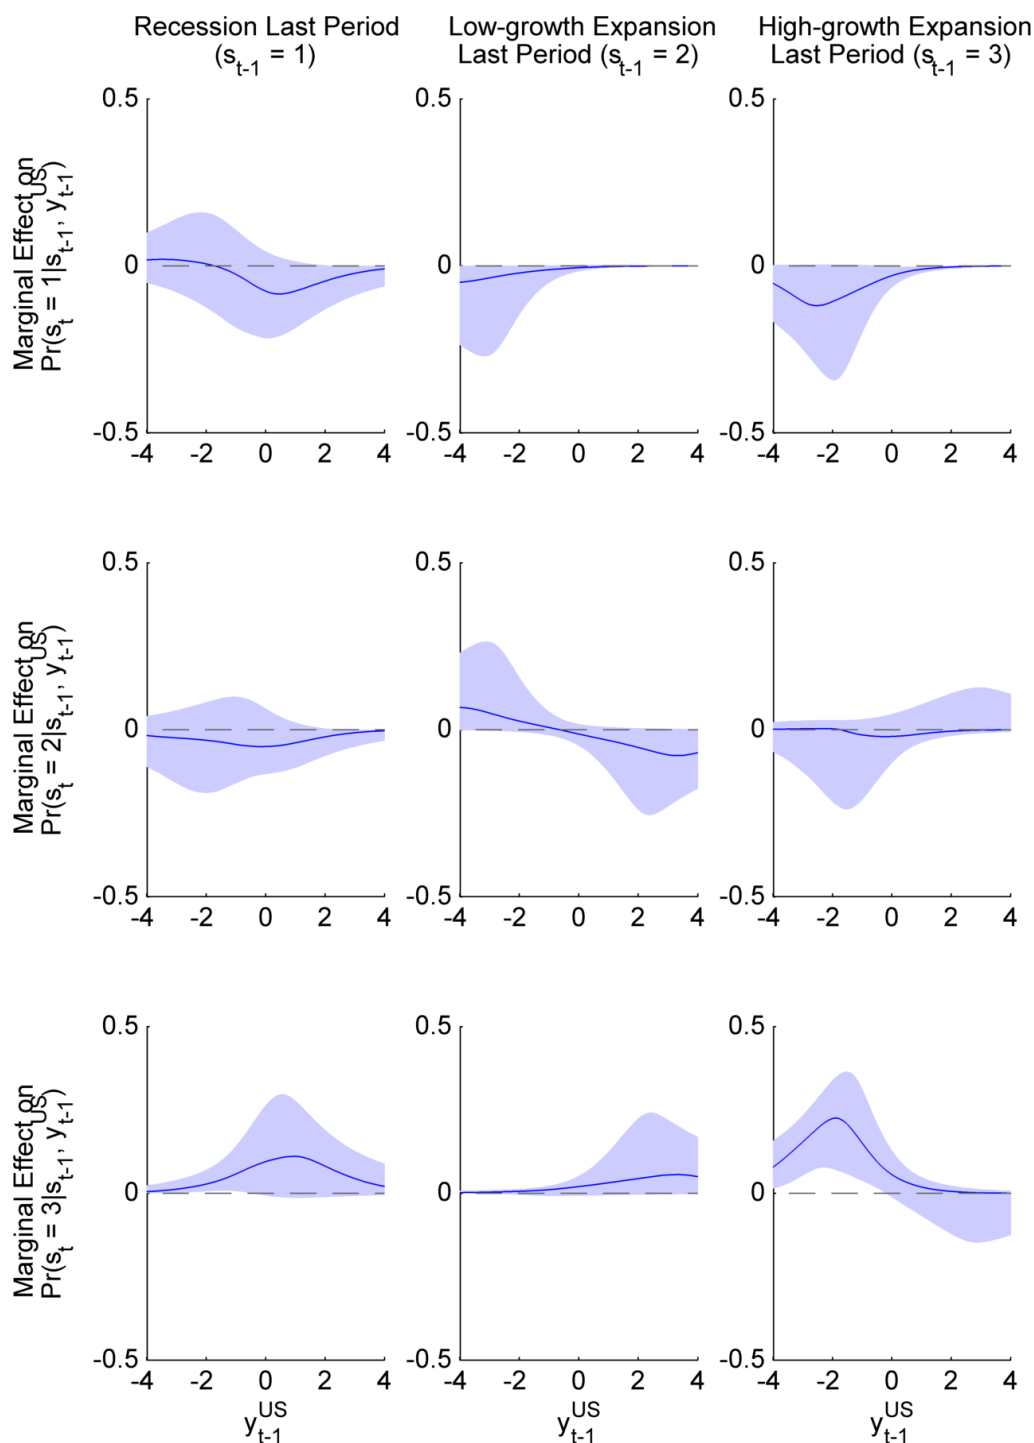 Recession Last Period
(s_{t-1} = 1)
Low-growth Expansion
Last Period (s_{t-1} = 2)
High-growth Expansion
Last Period (s_{t-1} = 3)
Marginal Effect on
Pr(s_t = 1|s_{t-1}, y_{t-1}^{US})
0.5
0
-0.5
-4 -2 0 2 4
0.5
0
-0.5
-4 -2 0 2 4
0.5
0
-0.5
-4 -2 0 2 4
Marginal Effect on
Pr(s_t = 2|s_{t-1}, y_{t-1}^{US})
0.5
0
-0.5
-4 -2 0 2 4
0.5
0
-0.5
-4 -2 0 2 4
0.5
0
-0.5
-4 -2 0 2 4
Marginal Effect on
Pr(s_t = 3|s_{t-1}, y_{t-1}^{US})
0.5
0
-0.5
-4 -2 0 2 4
y_{t-1}^{US}
0.5
0
-0.5
-4 -2 0 2 4
y_{t-1}^{US}
0.5
0
-0.5
-4 -2 0 2 4
y_{t-1}^{US}